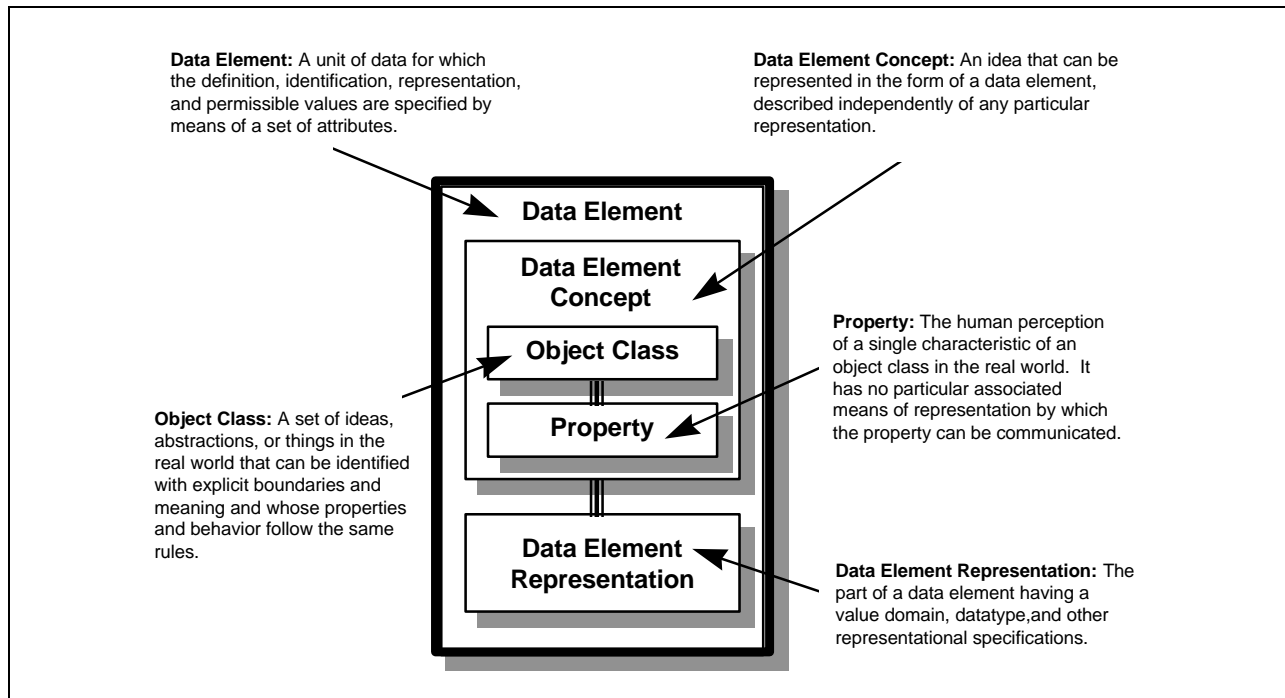 Data Element: A unit of data for which
the definition, identification, representation,
and permissible values are specified by
means of a set of attributes.
Data Element Concept: An idea that can be
represented in the form of a data element,
described independently of any particular
representation.
Data Element
Data Element
Concept
Object Class
Property
Property: The human perception
of a single characteristic of an
object class in the real world. It
has no particular associated
means of representation by which
the property can be communicated.
Object Class: A set of ideas,
abstractions, or things in the
real world that can be identified
with explicit boundaries and
meaning and whose properties
and behavior follow the same
rules.
Data Element
Representation
Data Element Representation: The
part of a data element having a
value domain, datatype,and other
representational specifications.